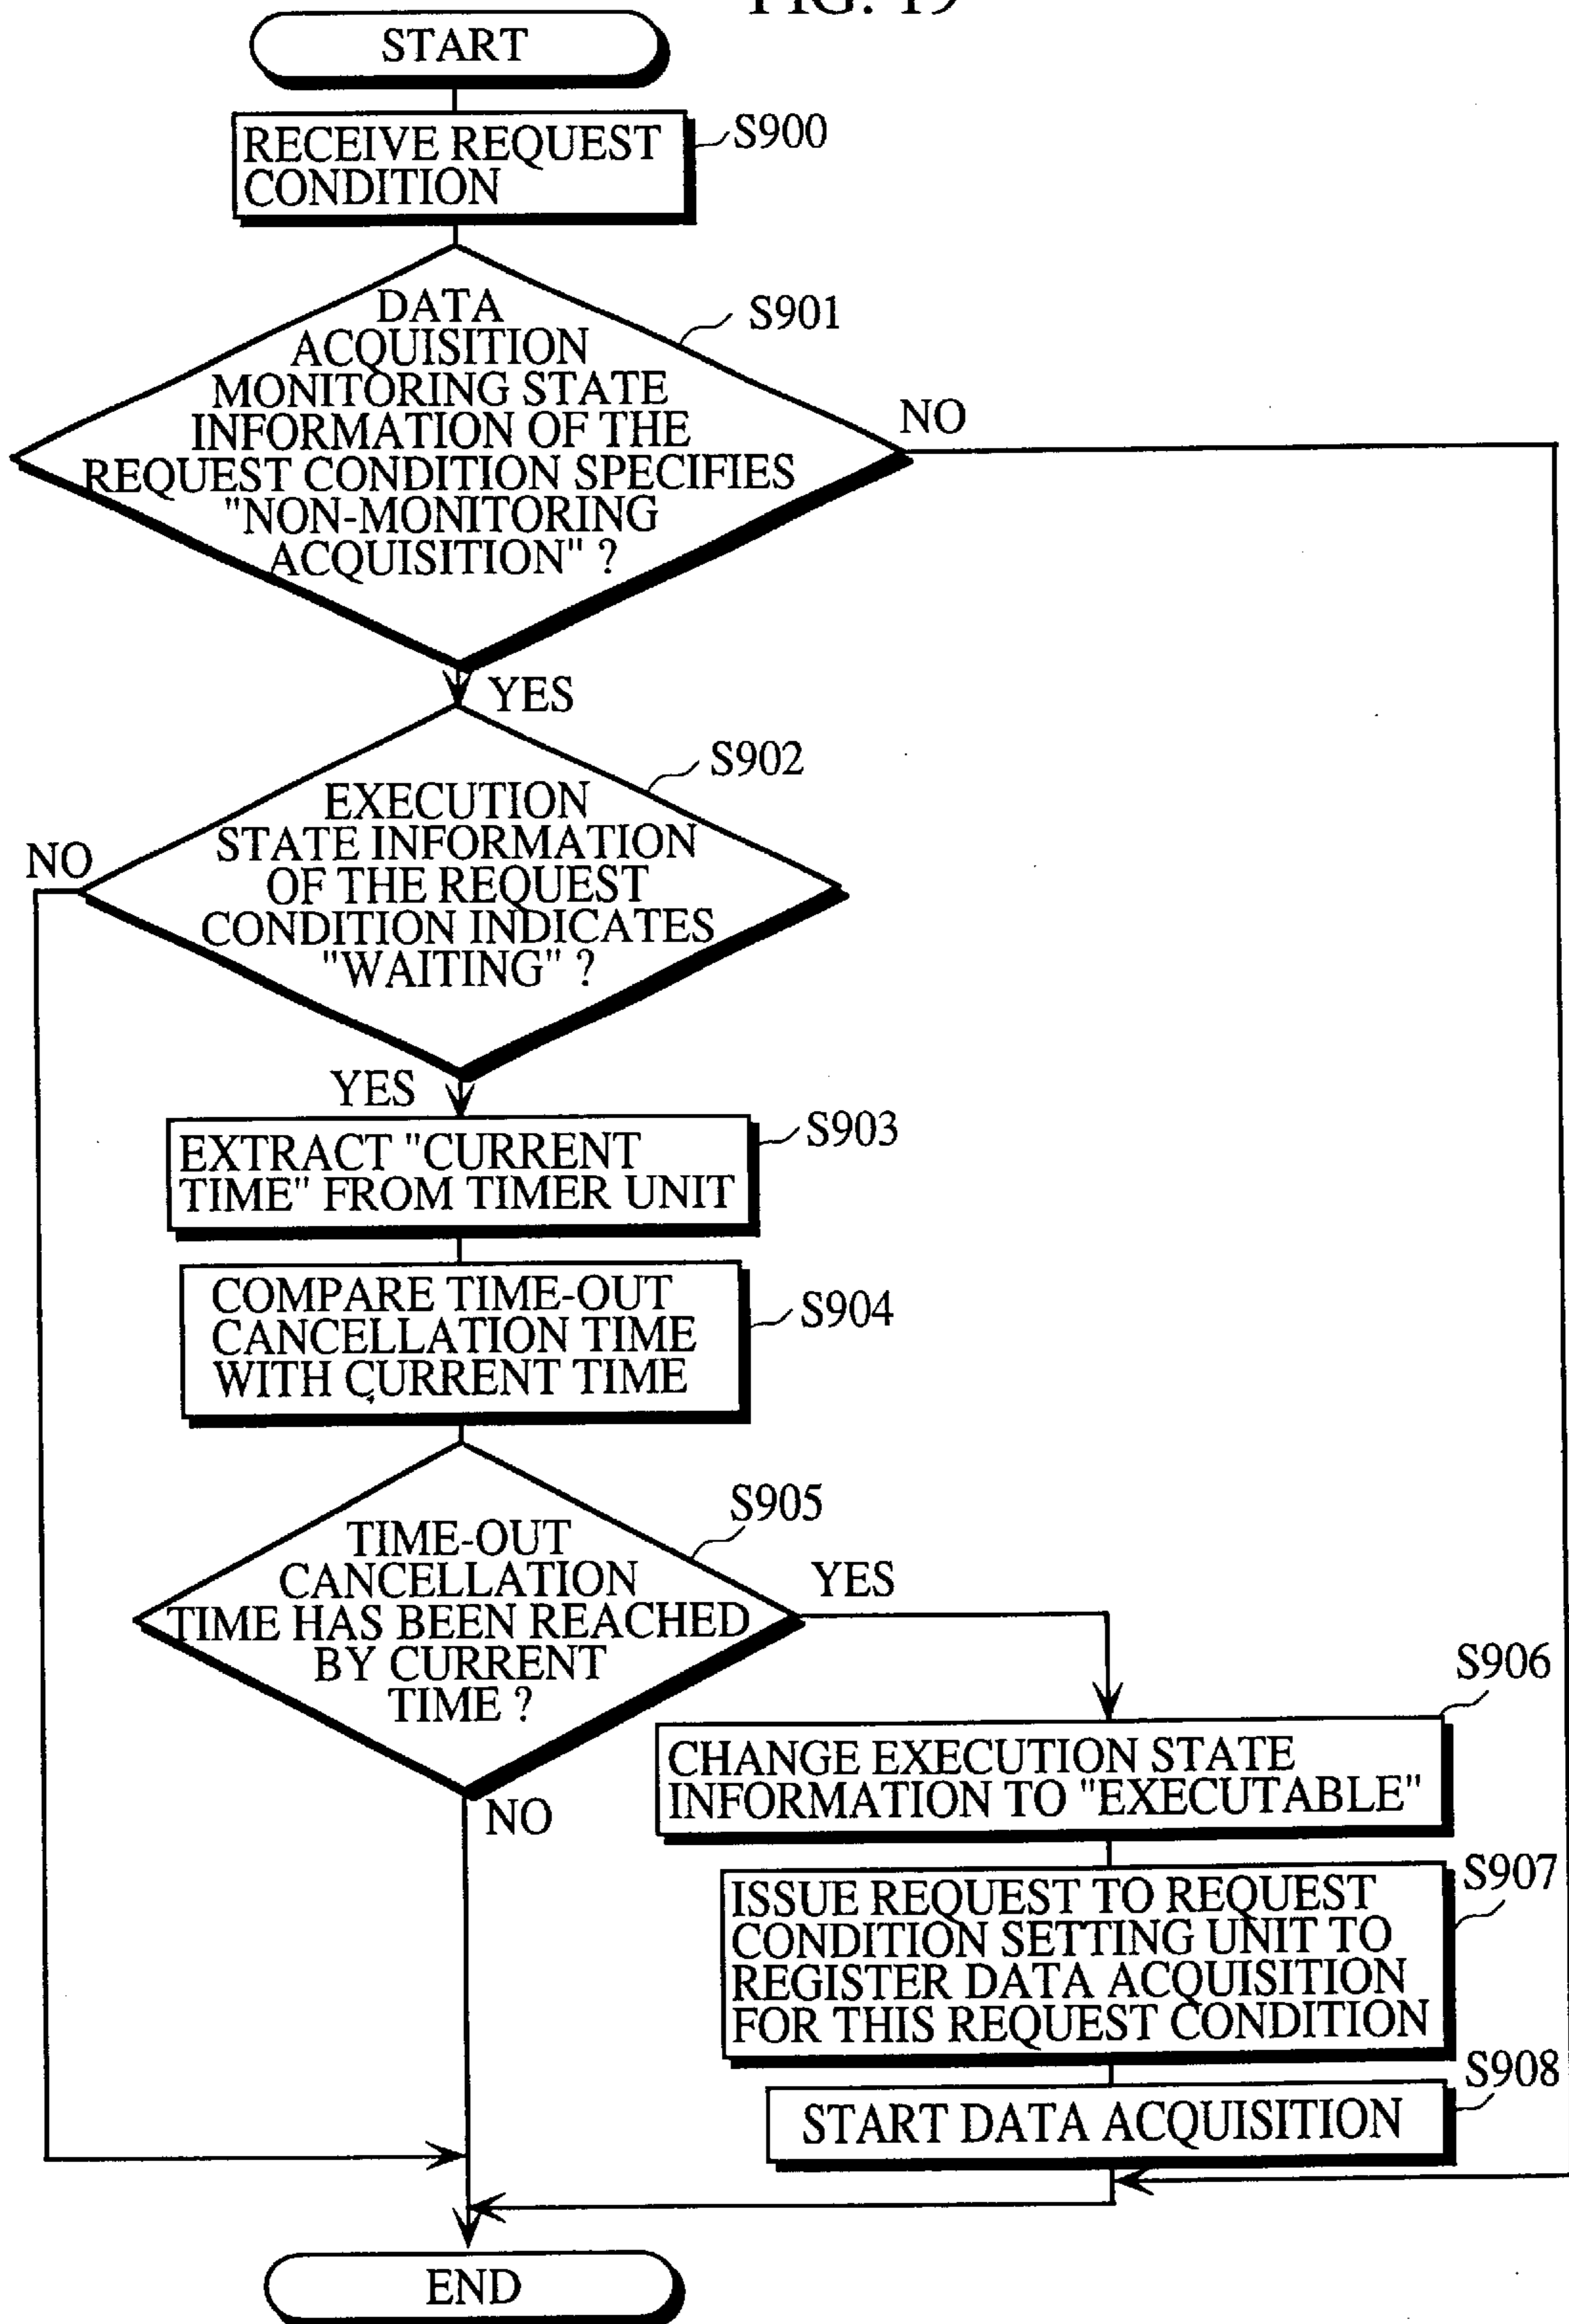 FIG. 19
START
RECEIVE REQUEST
CONDITION
S900
DATA
ACQUISITION
MONITORING STATE
INFORMATION OF THE
REQUEST CONDITION SPECIFIES
"NON-MONITORING
ACQUISITION" ?
S901
NO
YES
S902
EXECUTION
STATE INFORMATION
OF THE REQUEST
CONDITION INDICATES
"WAITING" ?
NO
YES
EXTRACT "CURRENT
TIME" FROM TIMER UNIT
S903
COMPARE TIME-OUT
CANCELLATION TIME
WITH CURRENT TIME
S904
S905
TIME-OUT
CANCELLATION
TIME HAS BEEN REACHED
BY CURRENT
TIME ?
YES
NO
S906
CHANGE EXECUTION STATE
INFORMATION TO "EXECUTABLE"
S907
ISSUE REQUEST TO REQUEST
CONDITION SETTING UNIT TO
REGISTER DATA ACQUISITION
FOR THIS REQUEST CONDITION
S908
START DATA ACQUISITION
END